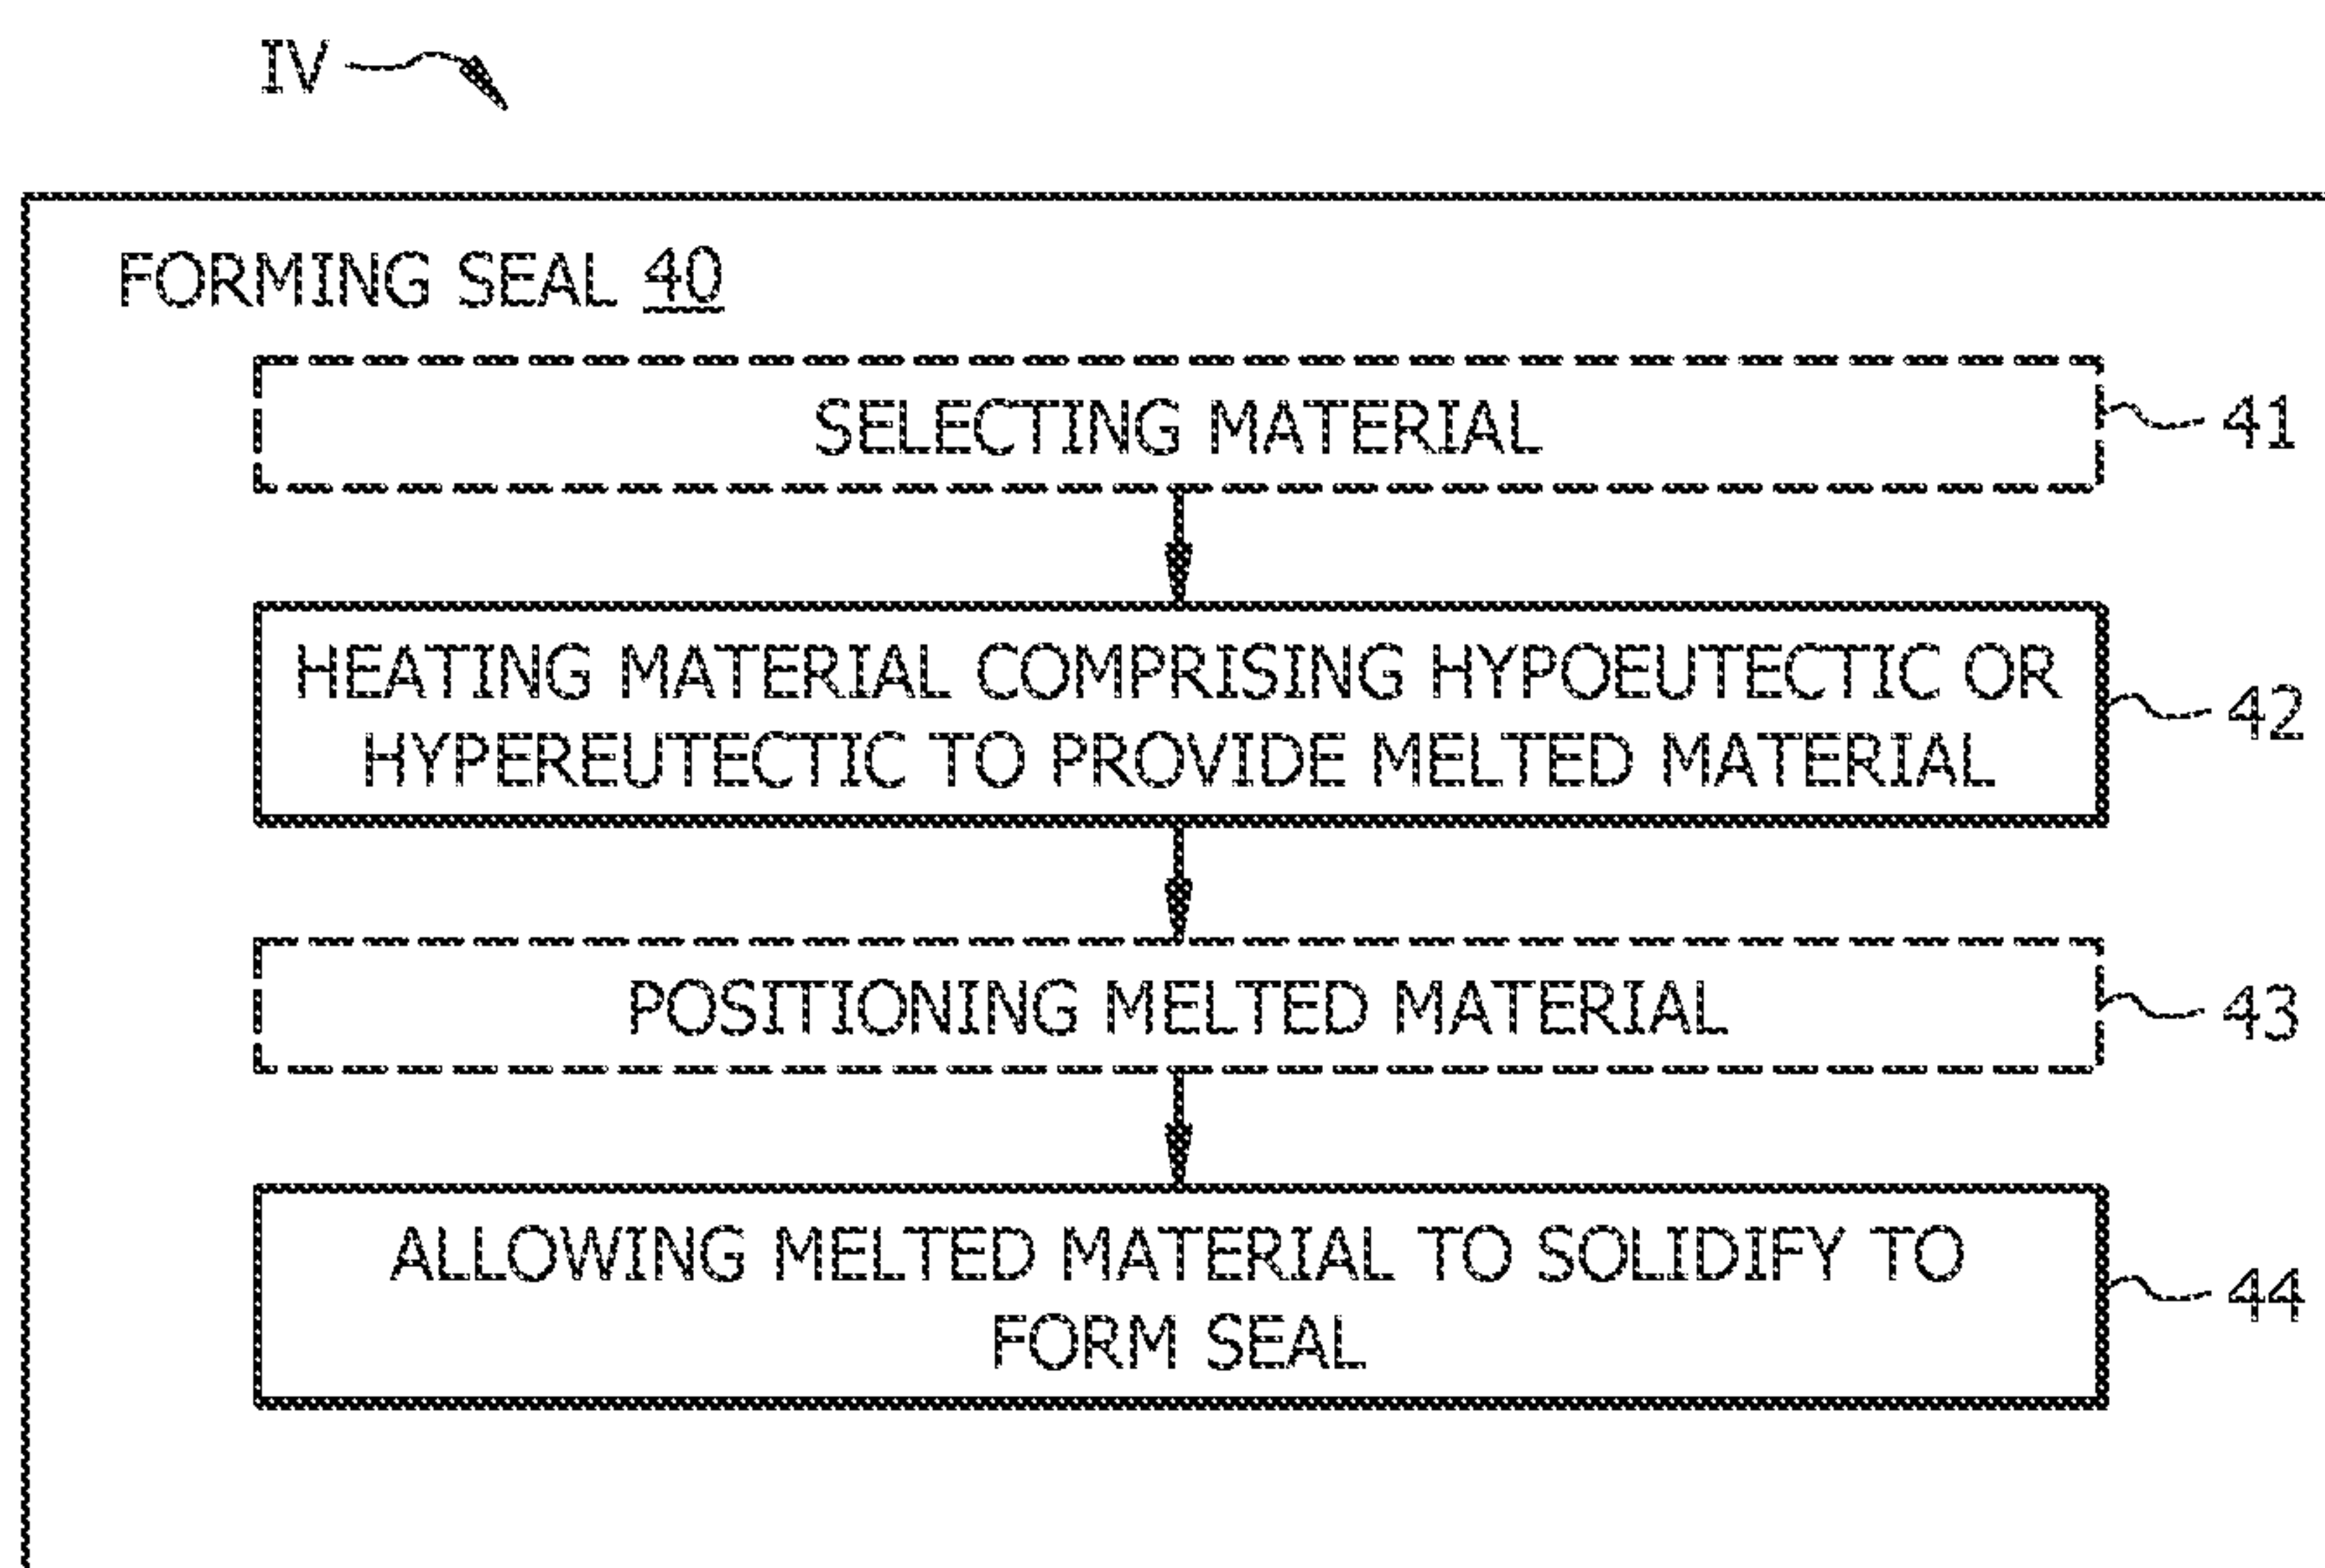 IV
FORMING SEAL 40
SELECTING MATERIAL
41
HEATING MATERIAL COMPRISING HYPOEUTECTIC OR
HYPEREUTECTIC TO PROVIDE MELTED MATERIAL
42
POSITIONING MELTED MATERIAL
43
ALLOWING MELTED MATERIAL TO SOLIDIFY TO
FORM SEAL
44